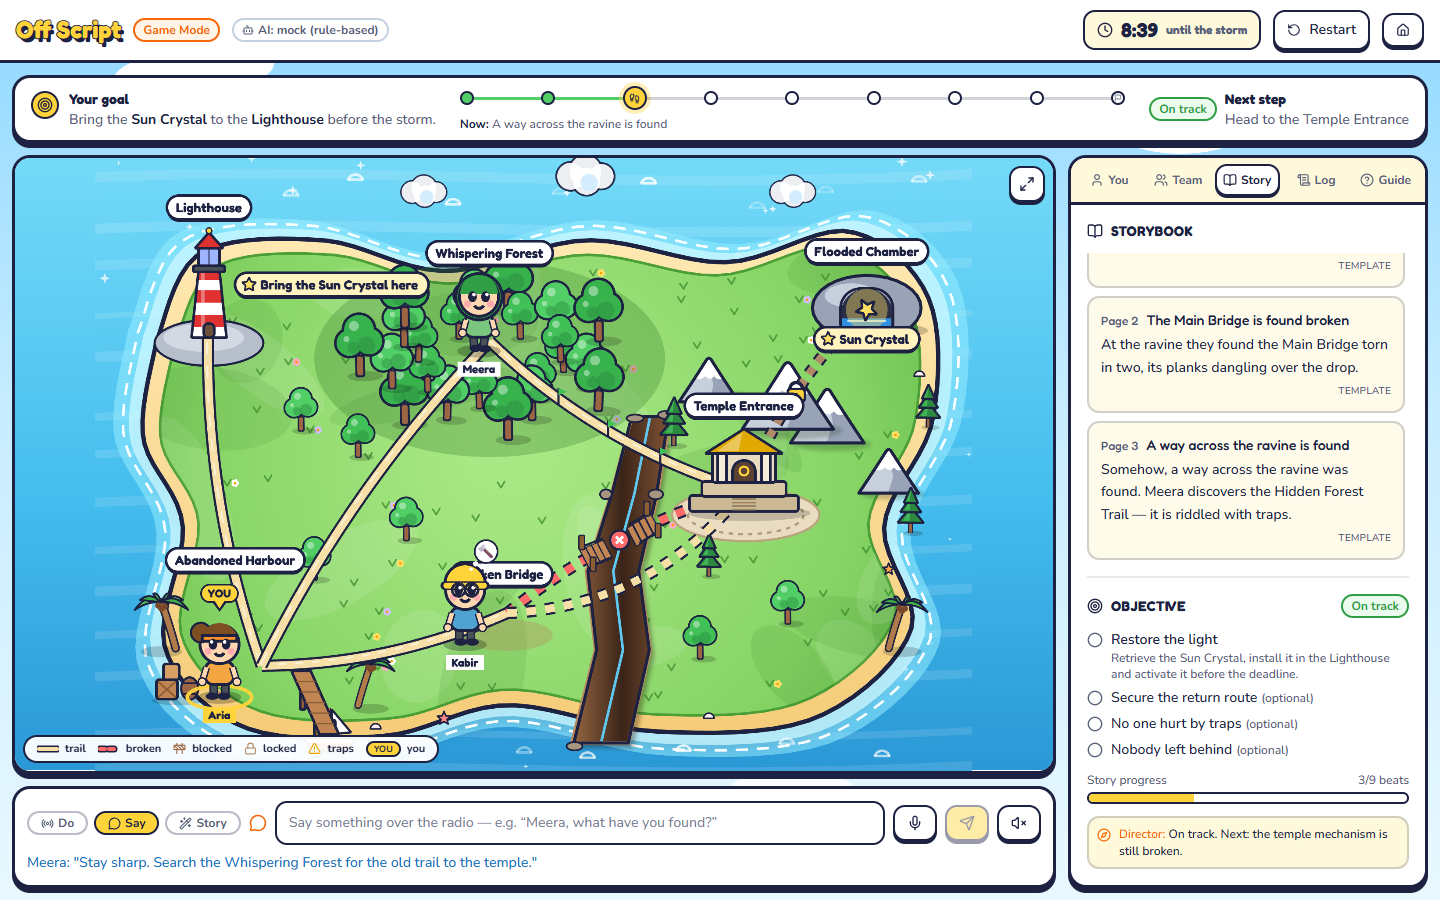 Off Script
Game Mode
AI: mock (rule-based)
8:39 until the storm
Restart
Your goal
Bring the Sun Crystal to the Lighthouse before the storm.
Now: A way across the ravine is found
On track
Next step
Head to the Temple Entrance
Lighthouse
Whispering Forest
Flooded Chamber
Bring the Sun Crystal here
Sun Crystal
Meera
Temple Entrance
Abandoned Harbour
Bridge
YOU
Kabir
Aria
trail
broken
blocked
locked
traps
YOU you
You
Team
Story
Log
Guide
STORYBOOK
TEMPLATE
Page 2 The Main Bridge is found broken
At the ravine they found the Main Bridge torn
in two, its planks dangling over the drop.
TEMPLATE
Page 3 A way across the ravine is found
Somehow, a way across the ravine was
found. Meera discovers the Hidden Forest
Trail — it is riddled with traps.
TEMPLATE
OBJECTIVE
On track
Restore the light
Retrieve the Sun Crystal, install it in the Lighthouse
and activate it before the deadline.
Secure the return route (optional)
No one hurt by traps (optional)
Nobody left behind (optional)
Story progress
3/9 beats
Director: On track. Next: the temple mechanism is
still broken.
Do
Say
Story
Say something over the radio — e.g. “Meera, what have you found?”
Meera: "Stay sharp. Search the Whispering Forest for the old trail to the temple."